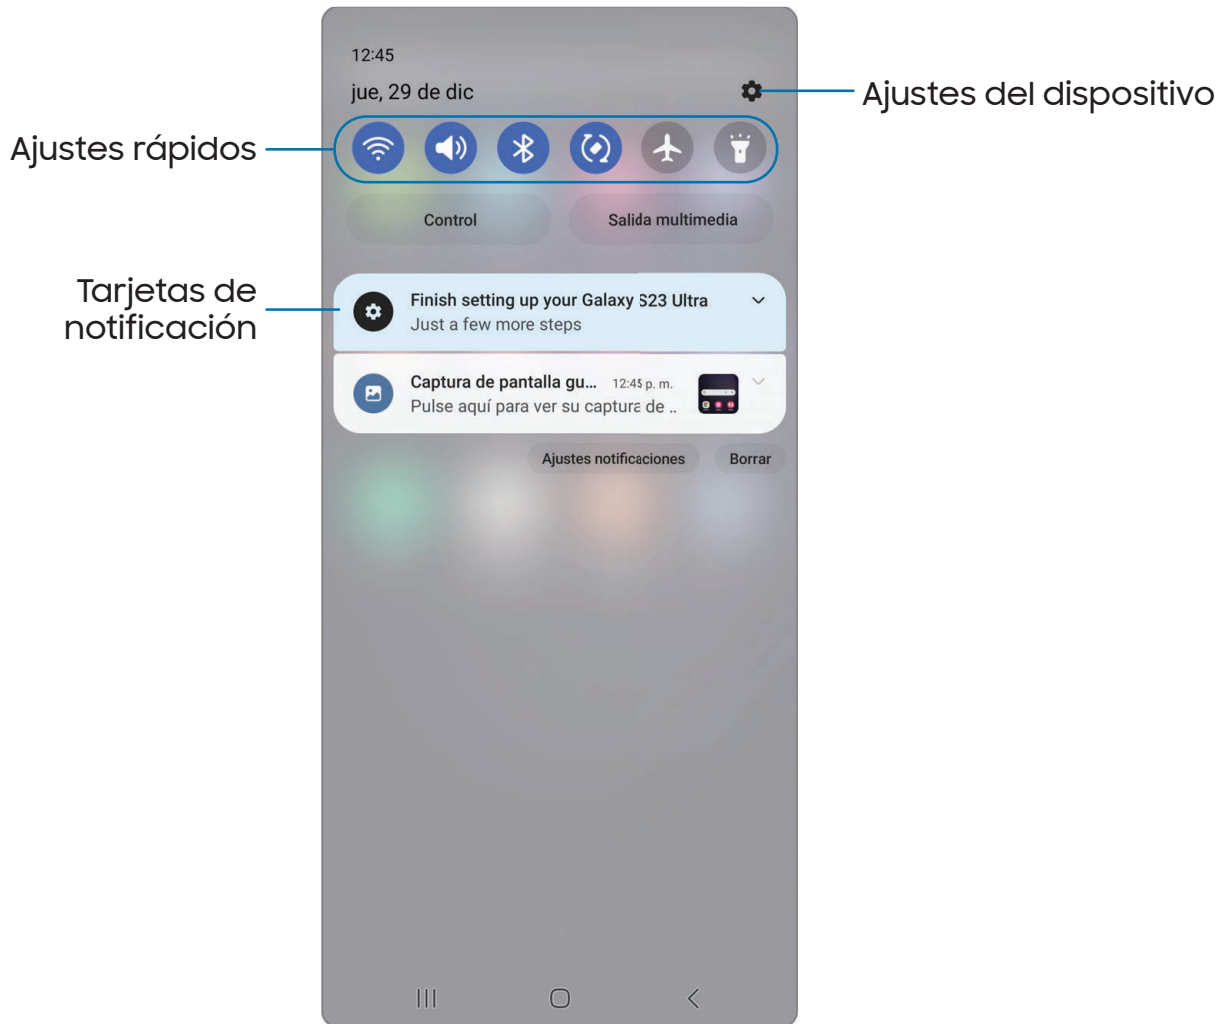 12:45
jue, 29 de dic
Ajustes del dispositivo
Ajustes rápidos
Control
Salida multimedia
Tarjetas de
notificación
Finish setting up your Galaxy S23 Ultra
Just a few more steps
Captura de pantalla gu... 12:45 p. m.
Pulse aquí para ver su captura de ..
Ajustes notificaciones
Borrar